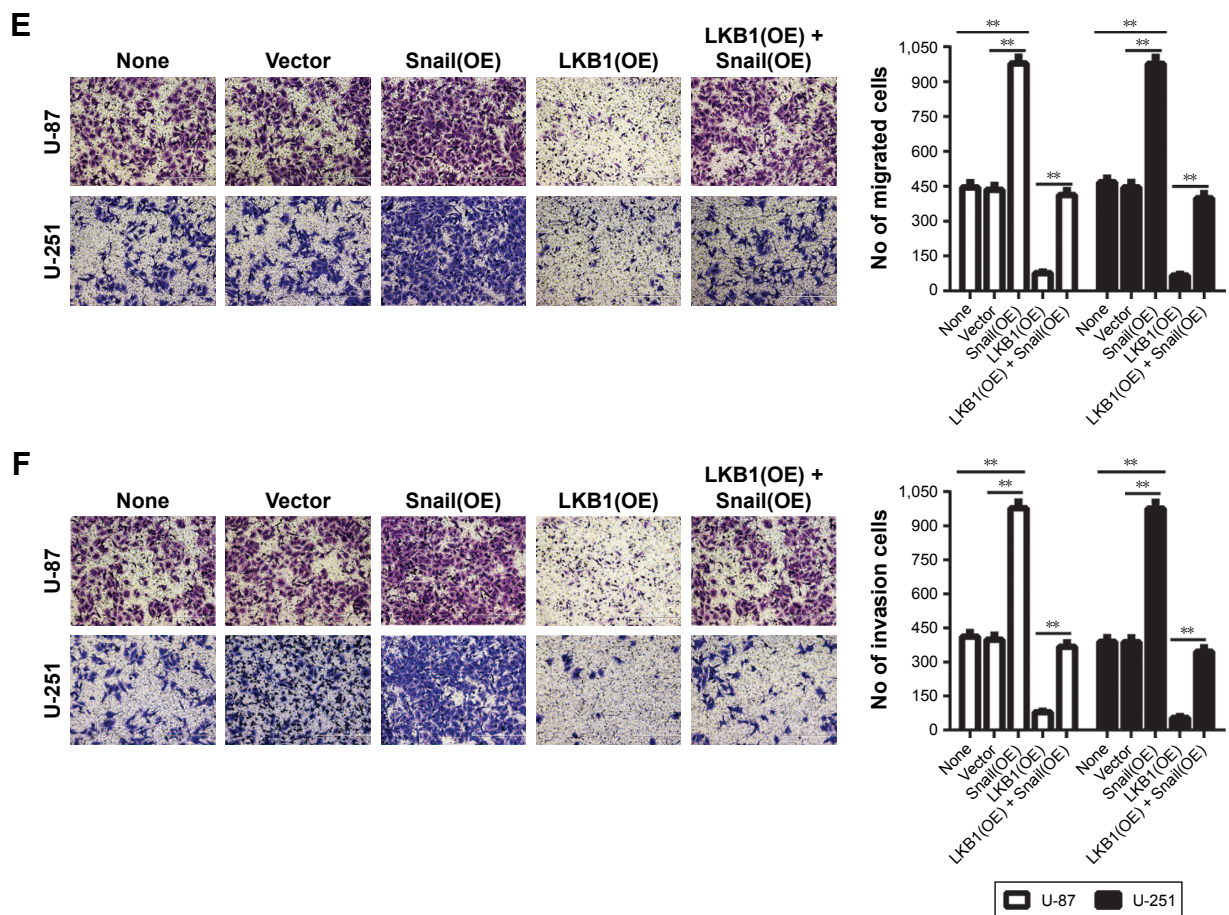 E
None
Vector
Snail(OE)
LKB1(OE)
LKB1(OE) +
Snail(OE)
U-87
U-251
No of migrated cells
1,050
900
750
600
450
300
150
0
**
**
**
**
**
**
None
Vector
Snail(OE)
LKB1(OE)
LKB1(OE) + Snail(OE)
None
Vector
Snail(OE)
LKB1(OE)
LKB1(OE) + Snail(OE)
F
None
Vector
Snail(OE)
LKB1(OE)
LKB1(OE) +
Snail(OE)
U-87
U-251
No of invasion cells
1,050
900
750
600
450
300
150
0
**
**
**
**
**
**
None
Vector
Snail(OE)
LKB1(OE)
LKB1(OE) + Snail(OE)
None
Vector
Snail(OE)
LKB1(OE)
LKB1(OE) + Snail(OE)
U-87
U-251